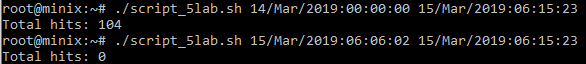 root@minix:~# ./script_5lab.sh 14/Mar/2019:00:00:00 15/Mar/2019:06:15:23
Total hits: 104
root@minix:~# ./script_5lab.sh 15/Mar/2019:06:06:02 15/Mar/2019:06:15:23
Total hits: 0